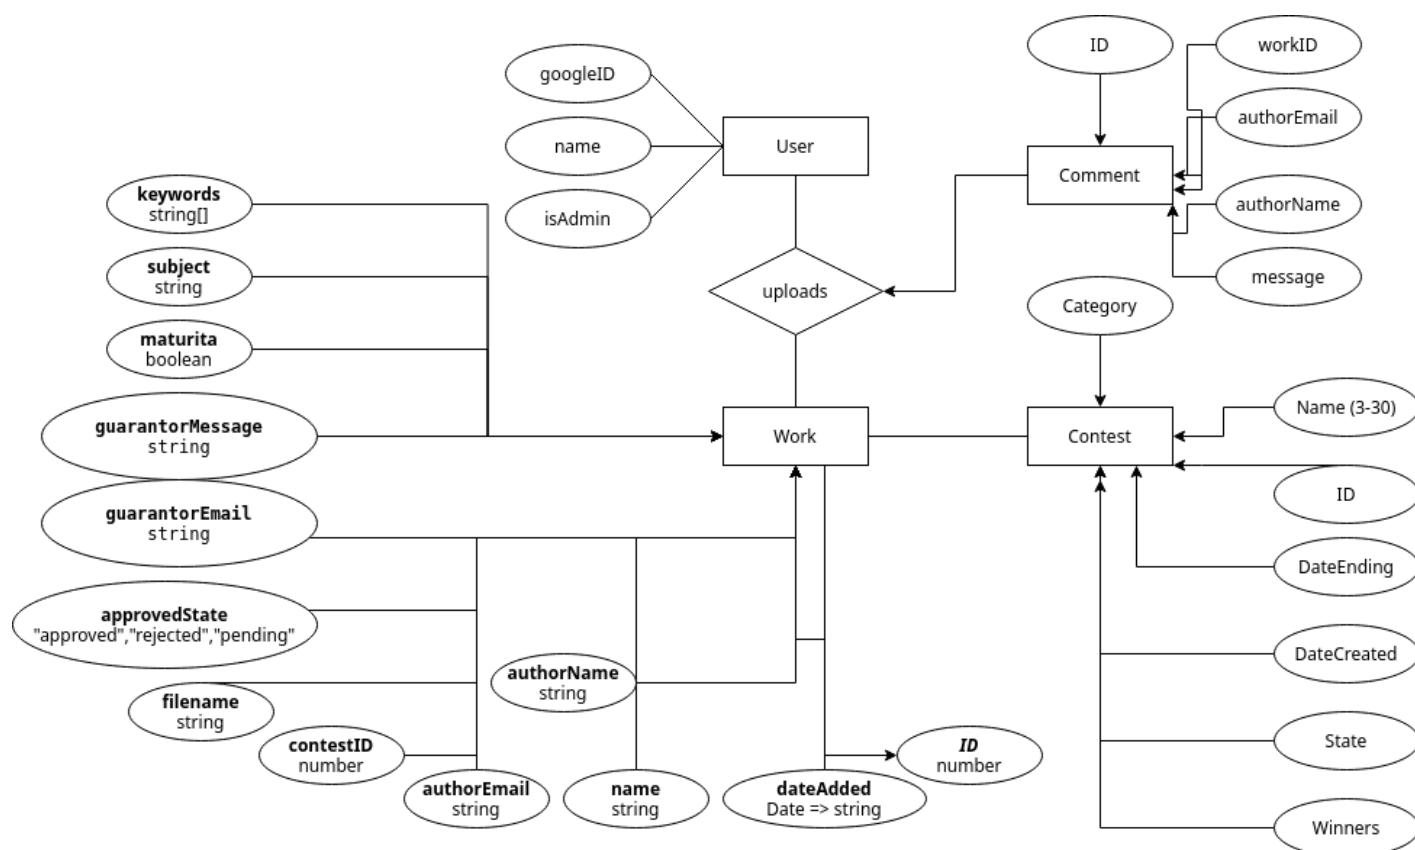 ID
workID
googleID
authorEmail
User
name
Comment
keywords
string[]
authorName
isAdmin
subject
string
message
uploads
Category
maturita
boolean
Name (3-30)
guarantorMessage
string
Work
Contest
ID
guarantorEmail
string
DateEnding
approvedState
"approved","rejected","pending"
DateCreated
authorName
string
filename
string
contestID
number
ID
number
State
authorEmail
string
name
string
dateAdded
Date => string
Winners